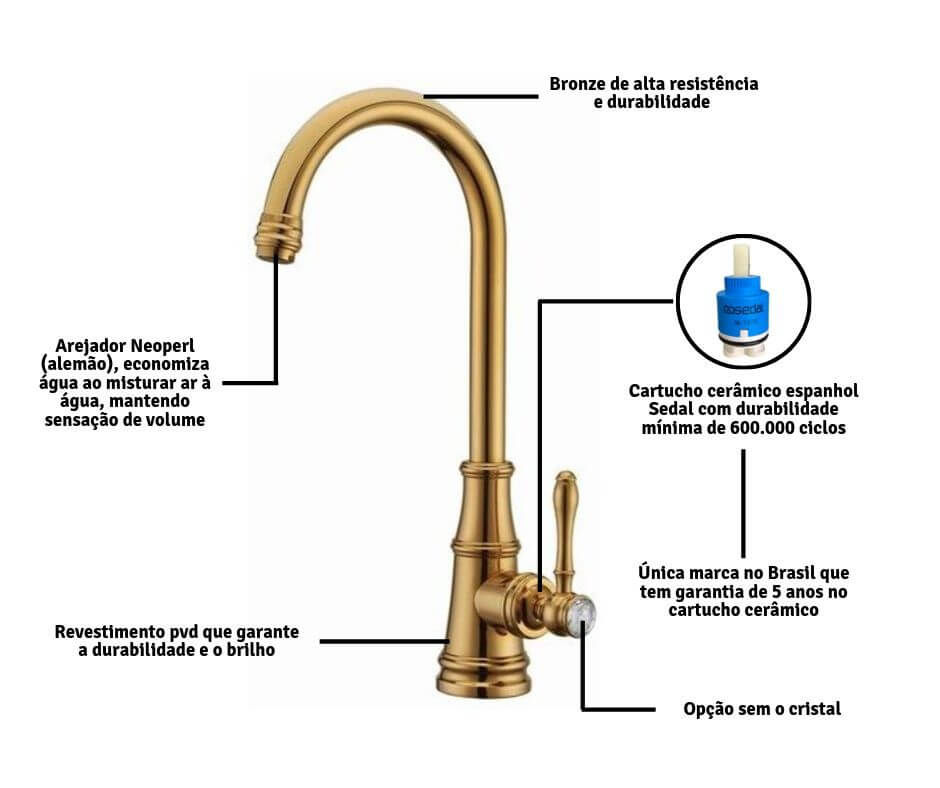 Bronze de alta resistência
e durabilidade
Arejador Neoperl
(alemão), economiza
água ao misturar ar à
água, mantendo
sensação de volume
Cartucho cerâmico espanhol
Sedal com durabilidade
mínima de 600.000 ciclos
Única marca no Brasil que
tem garantia de 5 anos no
cartucho cerâmico
Revestimento pvd que garante
a durabilidade e o brilho
Opção sem o cristal